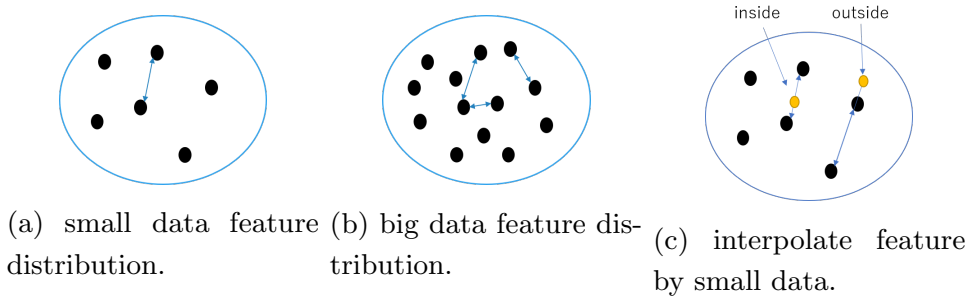 inside
outside
(a) small data feature
distribution.
(b) big data feature dis-
tribution.
(c) interpolate feature
by small data.